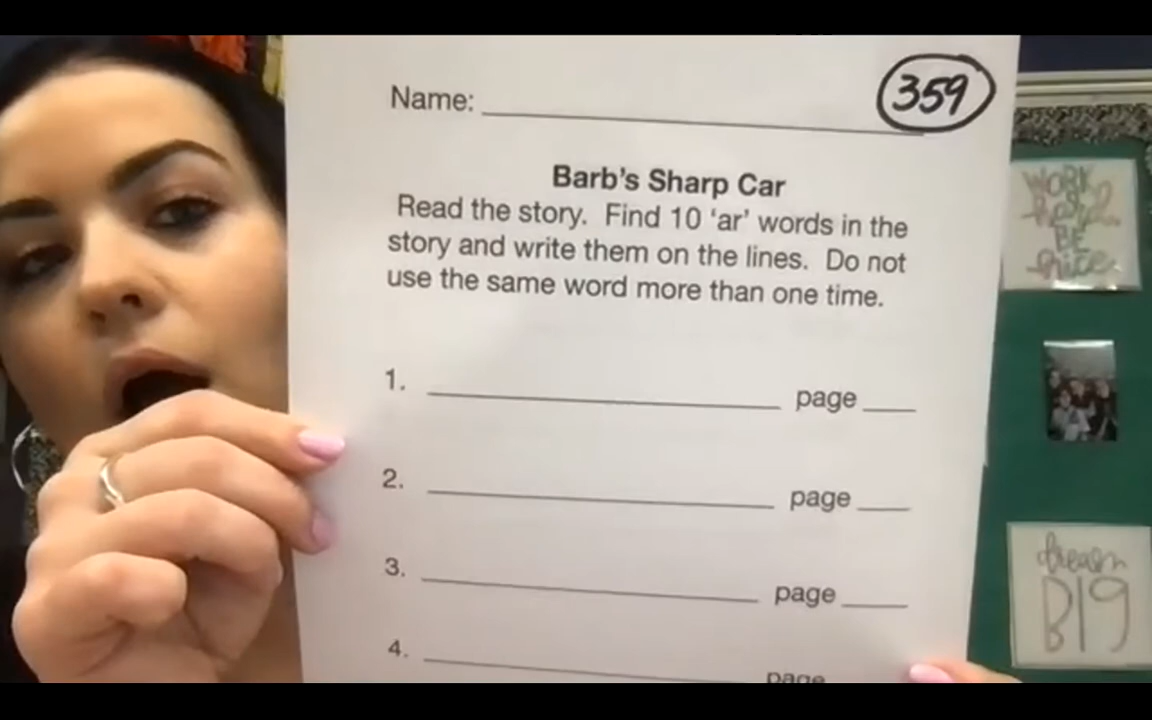 Name:
359
Barb's Sharp Car
Read the story. Find 10 'ar' words in the
story and write them on the lines. Do not
use the same word more than one time.
1. page
2. page
3. page
4. page
WORK
hard
BE
nice
dream
BIG